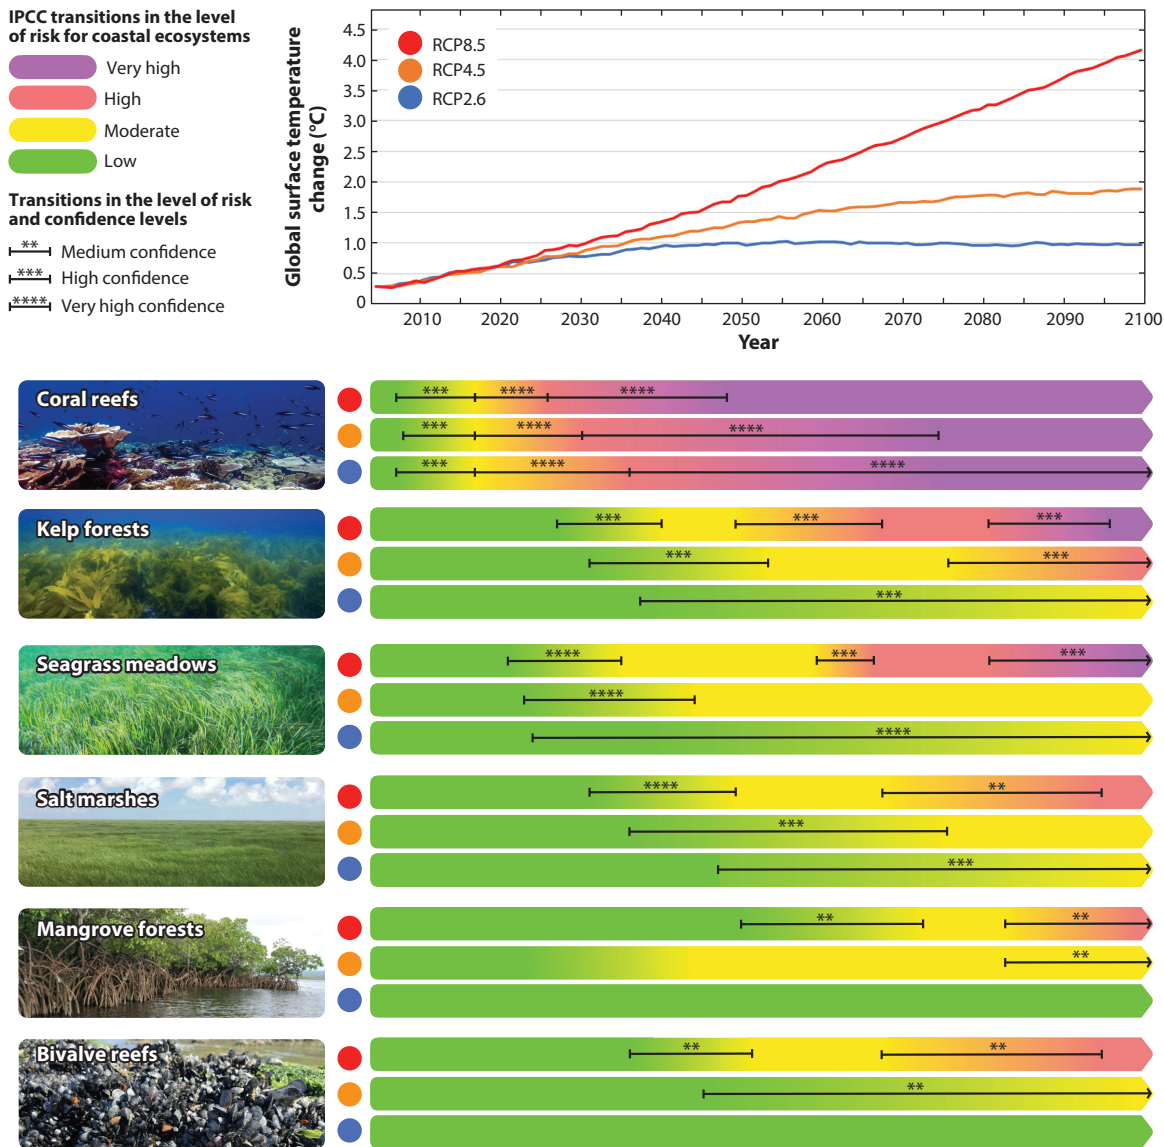 IPCC transitions in the level
of risk for coastal ecosystems
Very high
High
Moderate
Low
Transitions in the level of risk
and confidence levels
** Medium confidence
*** High confidence
**** Very high confidence
Global surface temperature
change (°C)
4.5
4.0
3.5
3.0
2.5
2.0
1.5
1.0
0.5
0
RCP8.5
RCP4.5
RCP2.6
2010 2020 2030 2040 2050 2060 2070 2080 2090 2100
Year
Coral reefs
*** **** ****
*** **** ****
*** **** ****
Kelp forests
*** *** ***
*** ***
***
Seagrass meadows
**** *** ***
****
****
Salt marshes
**** **
***
***
Mangrove forests
** **
**
Bivalve reefs
** **
**